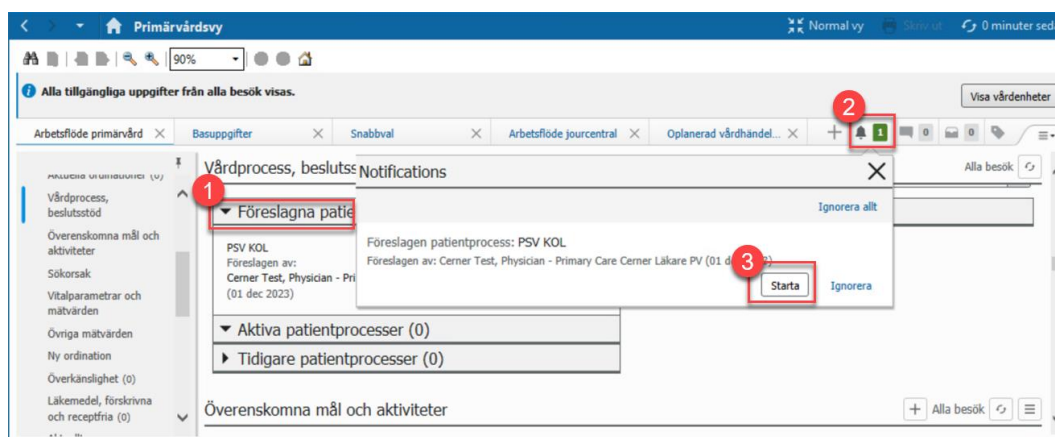 Primärvårdsvy
Normal vy
Skriv ut
0 minuter seda
90%
Alla tillgängliga uppgifter från alla besök visas.
Visa vårdenheter
2
Arbetsflöde primärvård
Basuppgifter
Snabbval
Arbetsflöde jourcentral
Oplanerad vårdhändel...
1
0
0
Aktuella ordinationer (0)
Vårdprocess,
beslutsstöd
Överenskomna mål och
aktiviteter
Sökorsak
Vitalparametrar och
mätvärden
Övriga mätvärden
Ny ordination
Överkänslighet (0)
Läkemedel, förskrivna
och receptfria (0)
Vårdprocess, besluts
Alla besök
1
Föreslagna patie
PSV KOL
Föreslagen av:
Cerner Test, Physician - Pri
(01 dec 2023)
Aktiva patientprocesser (0)
Tidigare patientprocesser (0)
Notifications
Ignorera allt
Föreslagen patientprocess: PSV KOL
Föreslagen av: Cerner Test, Physician - Primary Care Cerner Läkare PV (01 d
3
Starta
Ignorera
Överenskomna mål och aktiviteter
Alla besök